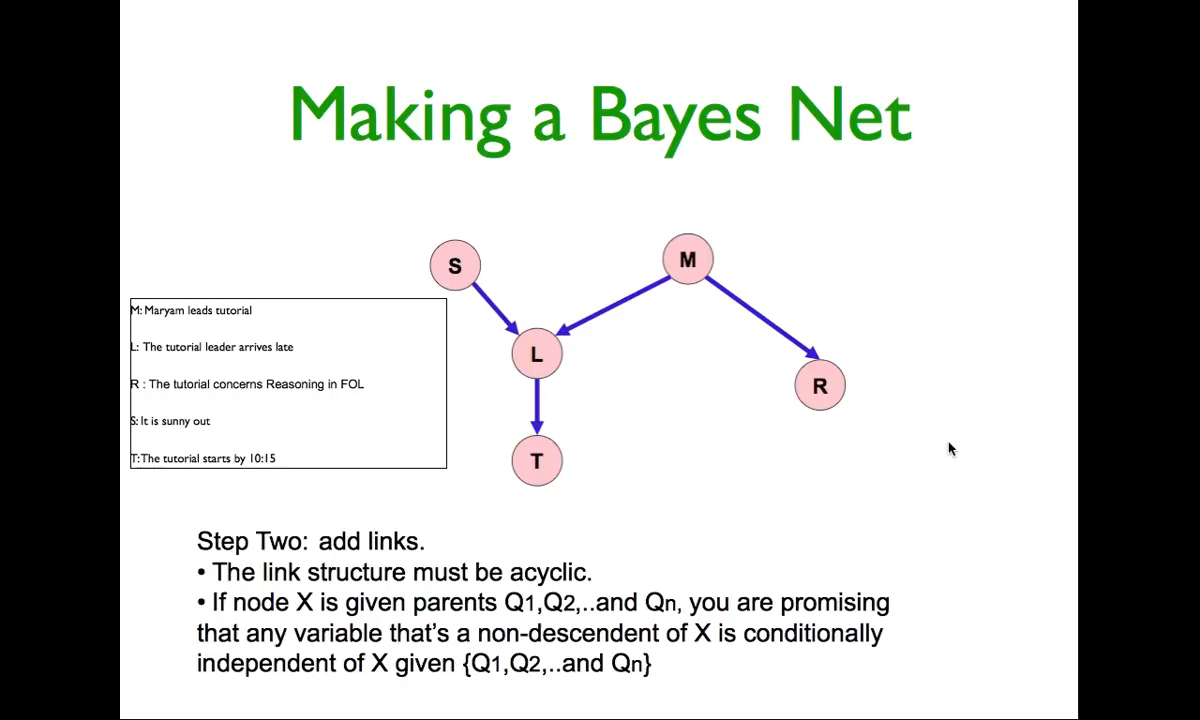 Making a Bayes Net
S
M
M: Maryam leads tutorial
L: The tutorial leader arrives late
L
R : The tutorial concerns Reasoning in FOL
R
S: It is sunny out
T:The tutorial starts by 10:15
T
Step Two: add links.
• The link structure must be acyclic.
• If node X is given parents Q1,Q2,..and Qn, you are promising
that any variable that's a non-descendent of X is conditionally
independent of X given {Q1,Q2,..and Qn}